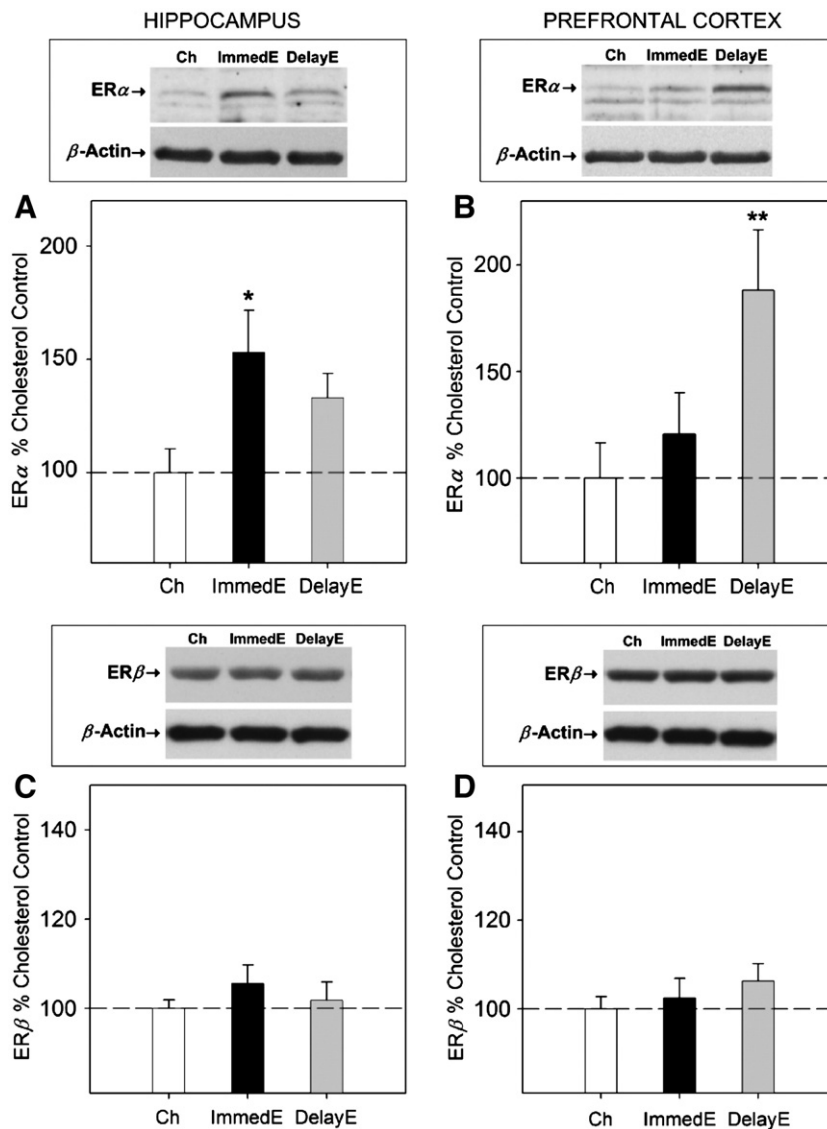 HIPPOCAMPUS
Ch ImmedE DelayE
ERα→
β-Actin→
A
ERα % Cholesterol Control
200
*
150
100
Ch ImmedE DelayE
PREFRONTAL CORTEX
Ch ImmedE DelayE
ERα→
β-Actin→
B
ERα % Cholesterol Control
**
200
150
100
Ch ImmedE DelayE
Ch ImmedE DelayE
ERβ→
β-Actin→
C
ERβ % Cholesterol Control
140
120
100
Ch ImmedE DelayE
Ch ImmedE DelayE
ERβ→
β-Actin→
D
ERβ % Cholesterol Control
140
120
100
Ch ImmedE DelayE